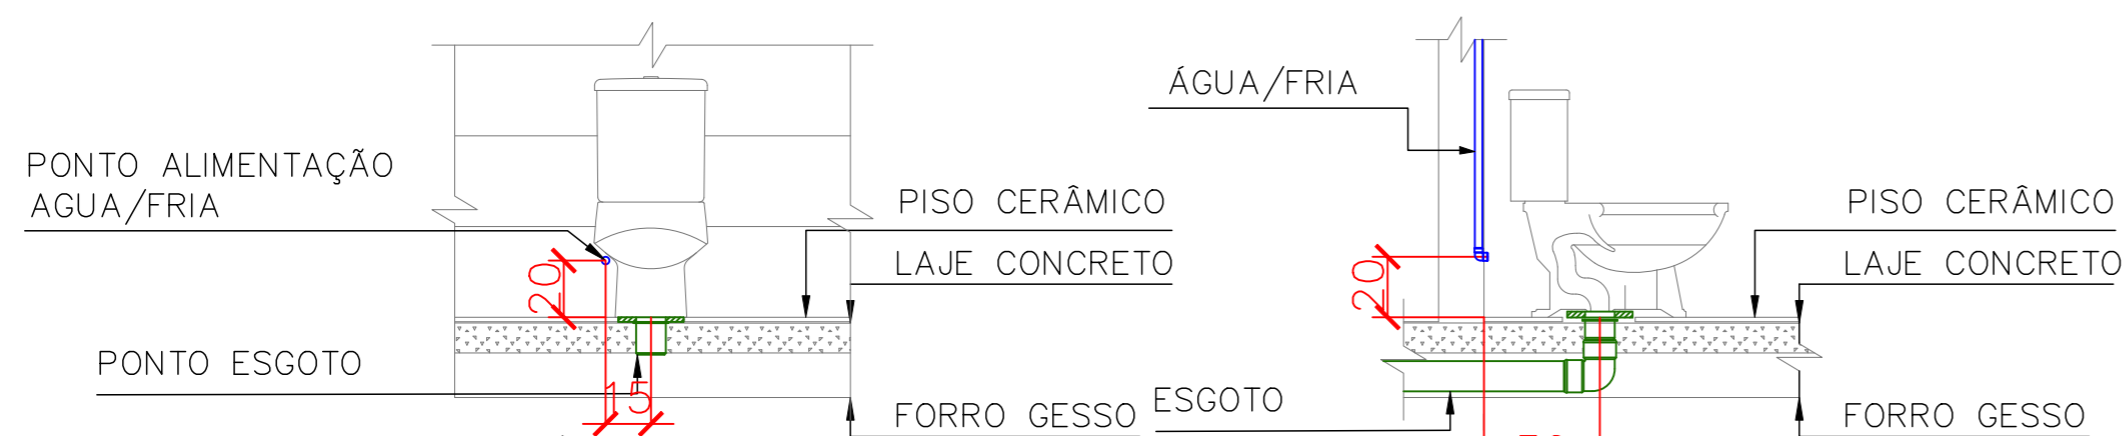 ÁGUA/FRIA
PONTO ALIMENTAÇÃO
AGUA/FRIA
PISO CERÂMICO
PISO CERÂMICO
LAJE CONCRETO
LAJE CONCRETO
20
20
PONTO ESGOTO
15
FORRO GESSO
ESGOTO
FORRO GESSO